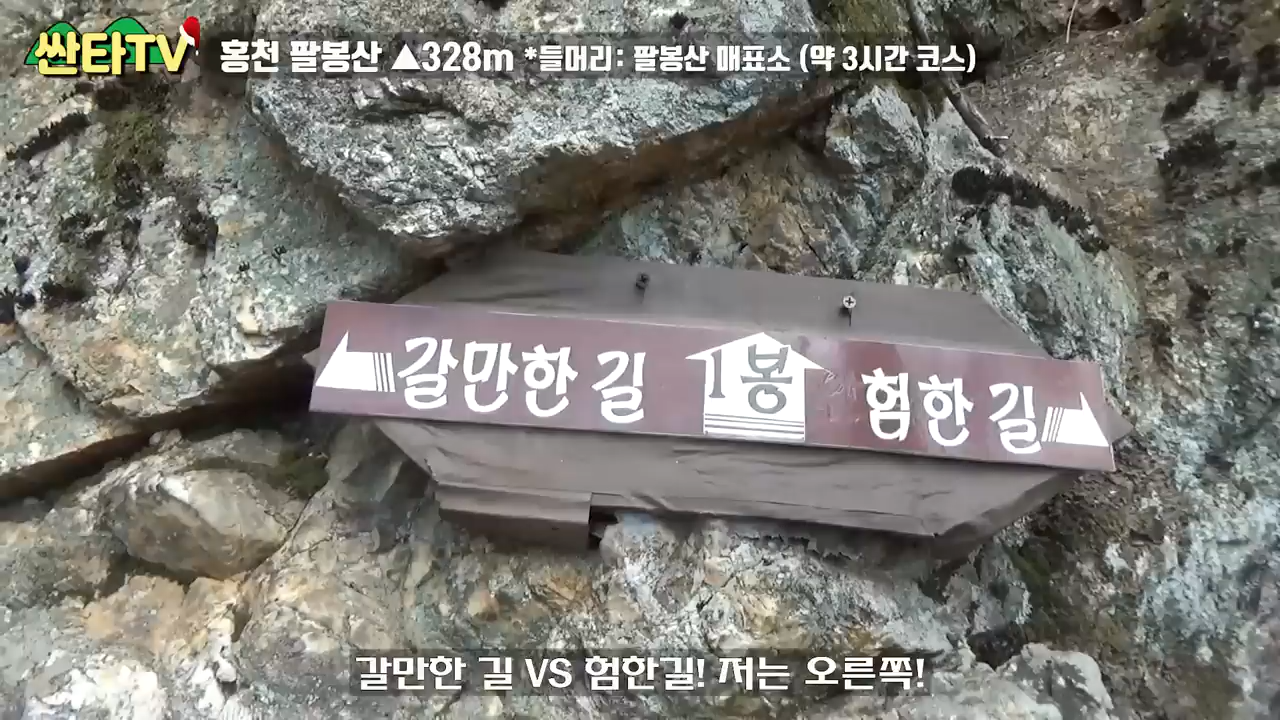 싼타TV
홍천 팔봉산 ▲328m *들머리: 팔봉산 매표소 (약 3시간 코스)
갈만한 길 1봉 험한 길
갈만한 길 VS 험한길! 저는 오른쪽!